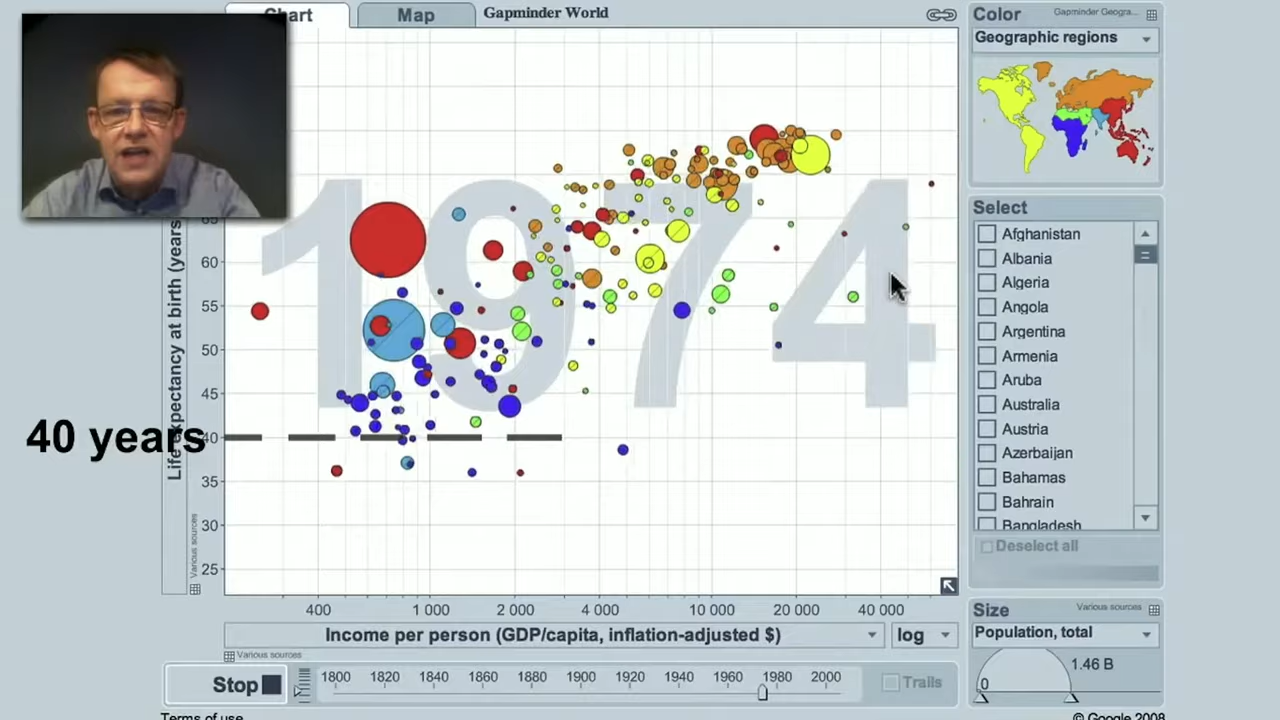 Chart
Map
Gapminder World
Color
Gapminder Geogra...
Geographic regions
1974
Select
Afghanistan
Albania
Algeria
Angola
Argentina
Armenia
Aruba
Australia
Austria
Azerbaijan
Bahamas
Bahrain
Bangladesh
Deselect all
Life expectancy at birth (years
Various sources
65
60
55
50
45
40
35
30
25
40 years
400
1 000
2 000
4 000
10 000
20 000
40 000
Income per person (GDP/capita, inflation-adjusted $)
log
Various sources
Size
Various sources
Population, total
1.46 B
0
Stop
1800
1820
1840
1860
1880
1900
1920
1940
1960
1980
2000
Trails
Terms of use
© Google 2008